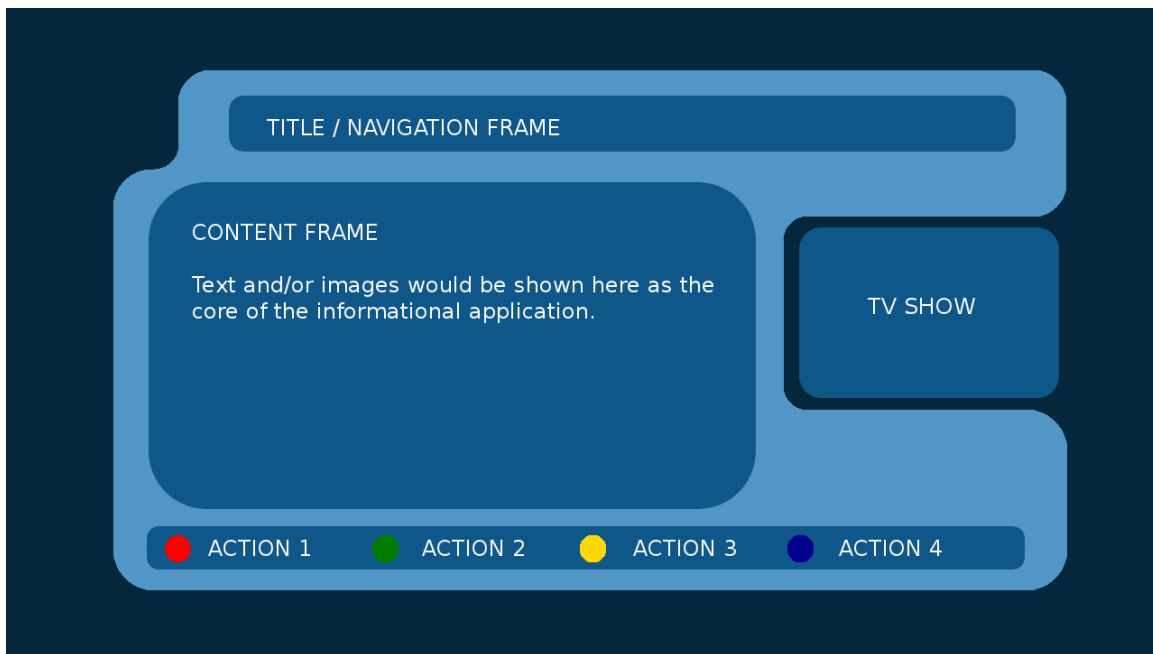 TITLE / NAVIGATION FRAME
CONTENT FRAME
Text and/or images would be shown here as the
core of the informational application.
TV SHOW
ACTION 1
ACTION 2
ACTION 3
ACTION 4